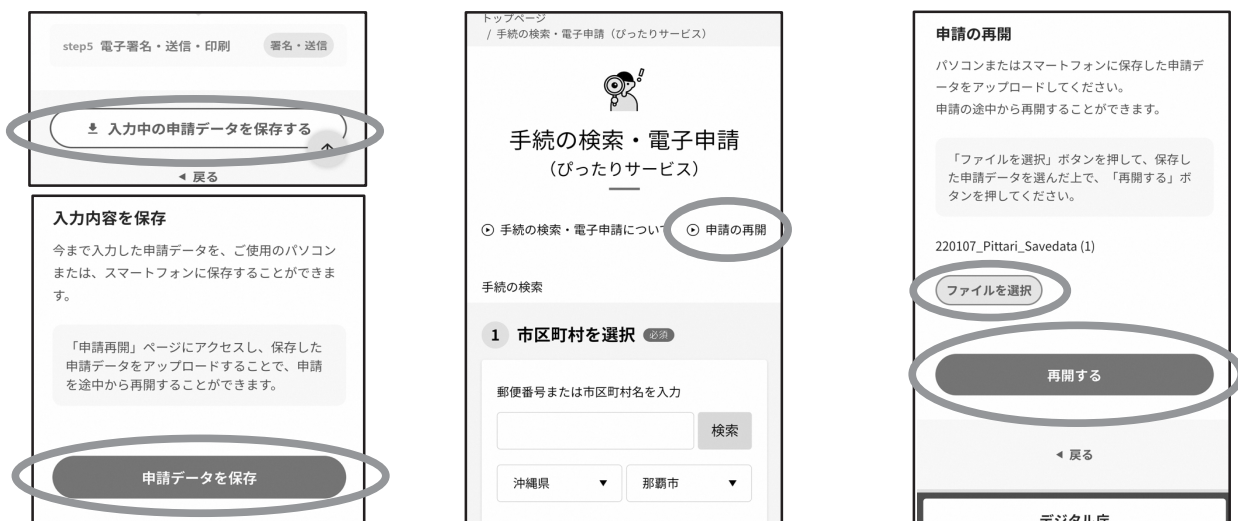 step5 電子署名・送信・印刷 署名・送信
入力中の申請データを保存する
◀ 戻る
入力内容を保存
今まで入力した申請データを、ご使用のパソコン
または、スマートフォンに保存することができま
す。
「申請再開」ページにアクセスし、保存した
申請データをアップロードすることで、申請
を途中から再開することができます。
申請データを保存
トップページ
/ 手続の検索・電子申請（ぴったりサービス）
手続の検索・電子申請
（ぴったりサービス）
手続の検索・電子申請につい 申請の再開
手続の検索
1 市区町村を選択 必須
郵便番号または市区町村名を入力
検索
沖縄県 ▼ 那覇市 ▼
申請の再開
パソコンまたはスマートフォンに保存した申請デ
ータをアップロードしてください。
申請の途中から再開することができます。
「ファイルを選択」ボタンを押して、保存し
た申請データを選んだ上で、「再開する」ボ
タンを押してください。
220107_Pittari_Savedata (1)
ファイルを選択
再開する
◀ 戻る
デジタル庁